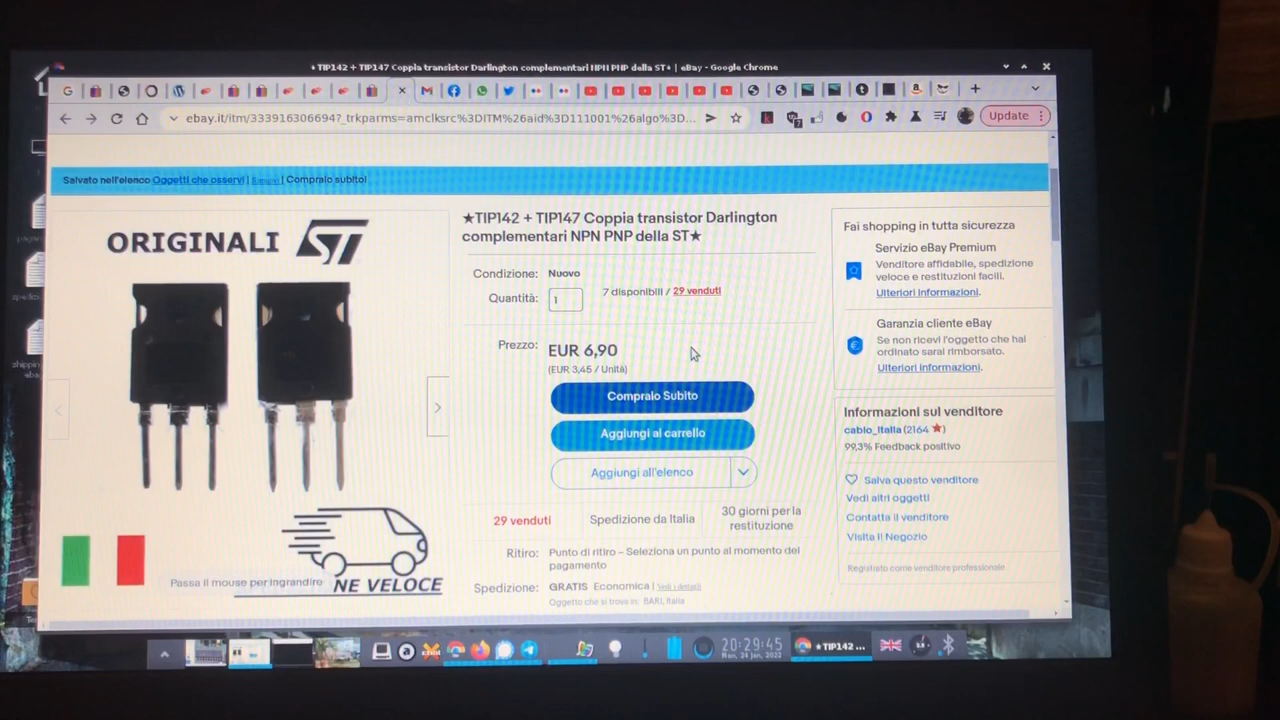 ★TIP142 + TIP147 Coppia transistor Darlington complementari NPN PNP della ST★ | eBay - Google Chrome
ebay.it/itm/333916306694?_trkparms=amclksrc%3DITM%26aid%3D111001%26algo%3D...
Update
Salvato nell'elenco Oggetti che osservi | | Compralo subito!
ORIGINALI ST
★TIP142 + TIP147 Coppia transistor Darlington
complementari NPN PNP della ST★
Condizione: Nuovo
Quantità: 1 7 disponibili / 29 venduti
Prezzo: EUR 6,90
(EUR 3,45 / Unità)
Compralo Subito
Aggiungi al carrello
Aggiungi all'elenco
29 venduti Spedizione da Italia 30 giorni per la
restituzione
Ritiro: Punto di ritiro – Seleziona un punto al momento del
pagamento
Spedizione: GRATIS Economica | Vedi i dettagli
Oggetto che si trova in: BARI, Italia
Passa il mouse per ingrandire NE VELOCE
Fai shopping in tutta sicurezza
Servizio eBay Premium
Venditore affidabile, spedizione
veloce e restituzioni facili.
Ulteriori informazioni.
Garanzia cliente eBay
Se non ricevi l'oggetto che hai
ordinato sarai rimborsato.
Ulteriori informazioni.
Informazioni sul venditore
cablo_italia (2164 ★)
99,3% Feedback positivo
Salva questo venditore
Vedi altri oggetti
Contatta il venditore
Visita il Negozio
Registrato come venditore professionale
20:29:45
Mon, 24 Jan, 2022
★TIP142 ...